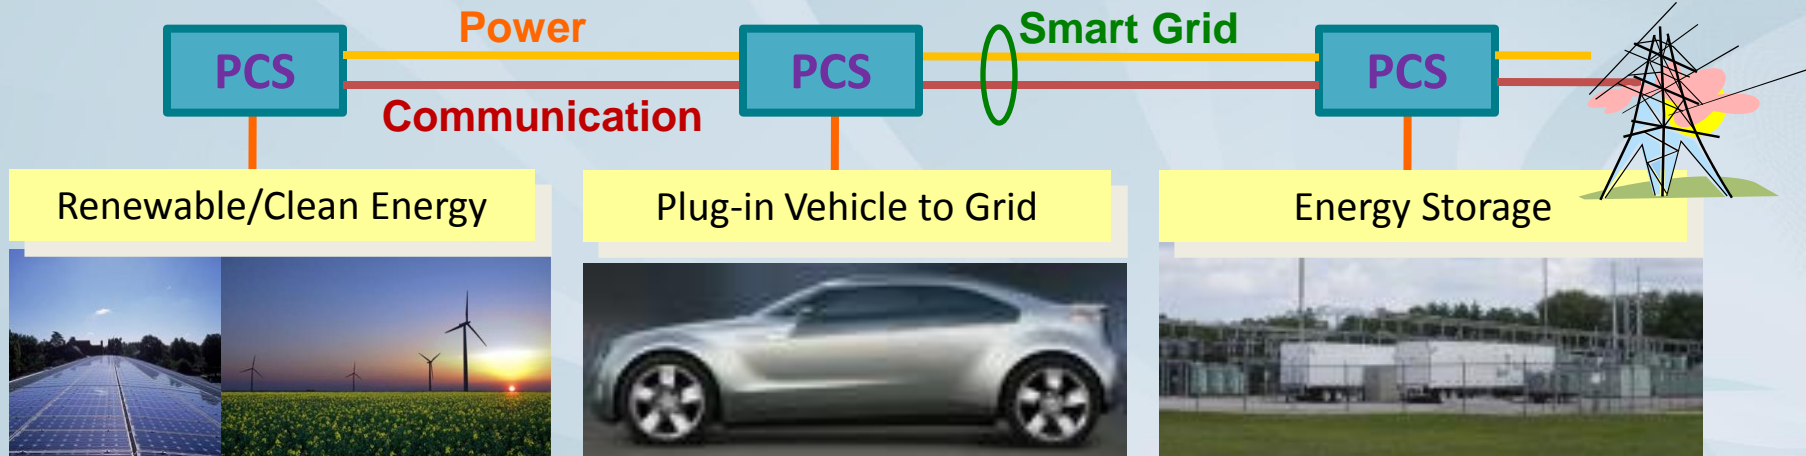 Power
Smart Grid
PCS
PCS
PCS
Communication
Renewable/Clean Energy
Plug-in Vehicle to Grid
Energy Storage